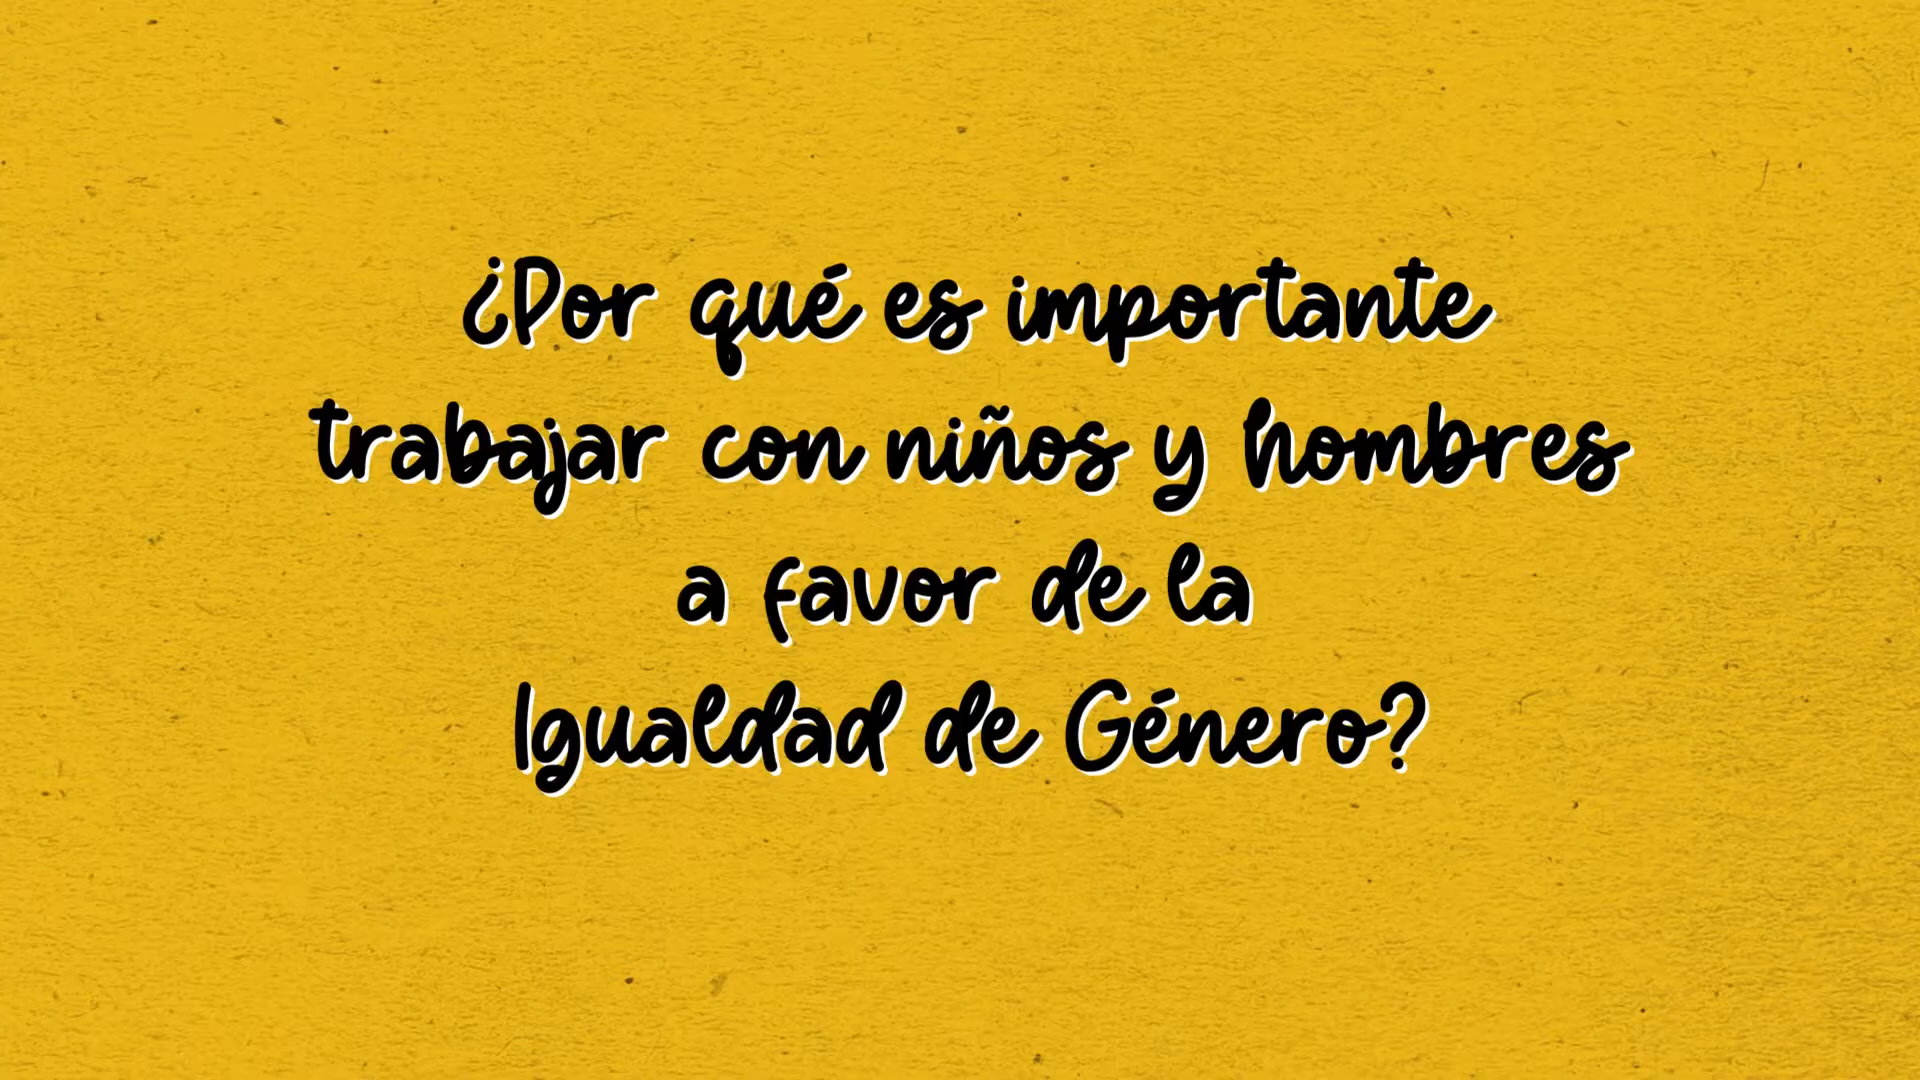 ¿Por qué es importante
trabajar con niños y hombres
a favor de la
Igualdad de Género?